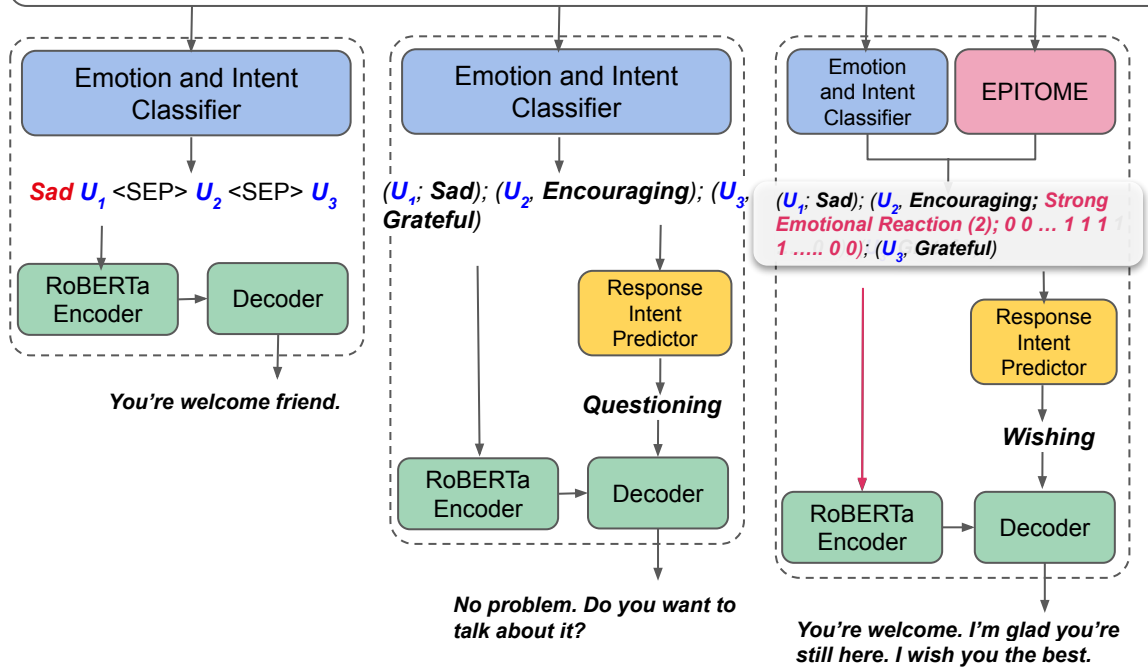 Emotion and Intent
Classifier
Sad U1 <SEP> U2 <SEP> U3
RoBERTa
Encoder
Decoder
You're welcome friend.
Emotion and Intent
Classifier
(U1; Sad); (U2, Encouraging); (U3,
Grateful)
Response
Intent
Predictor
Questioning
RoBERTa
Encoder
Decoder
No problem. Do you want to
talk about it?
Emotion
and Intent
Classifier
EPITOME
(U1; Sad); (U2, Encouraging; Strong
Emotional Reaction (2); 0 0 … 1 1 1
1 ….. 0 0); (U3, Grateful)
Response
Intent
Predictor
Wishing
RoBERTa
Encoder
Decoder
You're welcome. I'm glad you're
still here. I wish you the best.